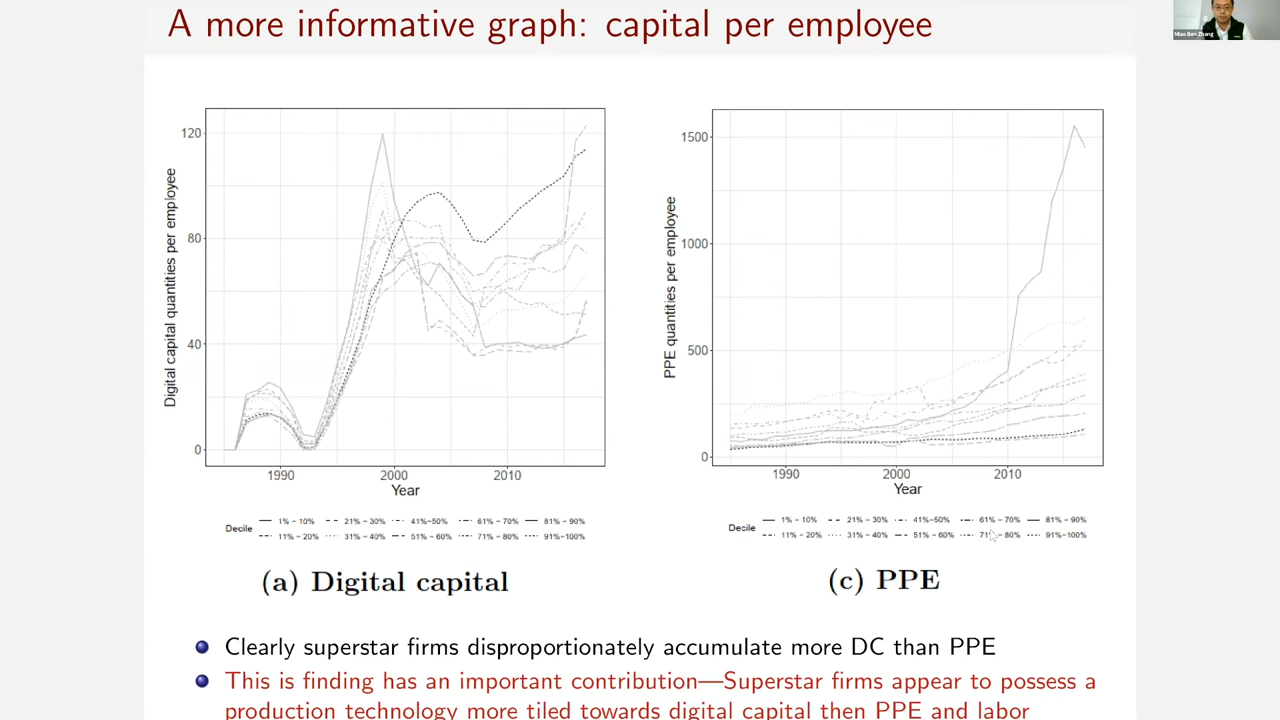 A more informative graph: capital per employee
Miao Ben Zhang
Digital capital quantities per employee
120
80
40
0
1990 2000 2010
Year
Decile
1% − 10% 21% − 30% 41%−50% 61% − 70% 81% − 90%
11% − 20% 31% − 40% 51% − 60% 71% − 80% 91%−100%
(a) Digital capital
PPE quantities per employee
1500
1000
500
0
1990 2000 2010
Year
Decile
1% − 10% 21% − 30% 41%−50% 61% − 70% 81% − 90%
11% − 20% 31% − 40% 51% − 60% 71% − 80% 91%−100%
(c) PPE
Clearly superstar firms disproportionately accumulate more DC than PPE
This is finding has an important contribution—Superstar firms appear to possess a
production technology more tiled towards digital capital then PPE and labor